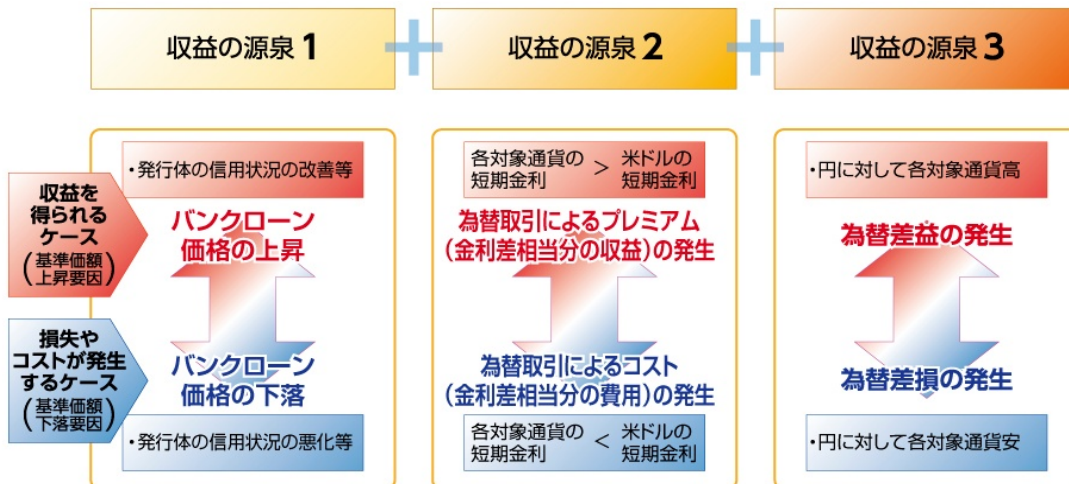 収益の源泉 1
+
収益の源泉 2
+
収益の源泉 3
収益を
得られる
ケース
(基準価額
上昇要因)
・発行体の信用状況の改善等
バンクローン
価格の上昇
各対象通貨の
短期金利
>
米ドルの
短期金利
為替取引によるプレミアム
(金利差相当分の収益)の発生
・円に対して各対象通貨高
為替差益の発生
損失や
コストが発生
するケース
(基準価額
下落要因)
バンクローン
価格の下落
・発行体の信用状況の悪化等
為替取引によるコスト
(金利差相当分の費用)の発生
各対象通貨の
短期金利
<
米ドルの
短期金利
為替差損の発生
・円に対して各対象通貨安